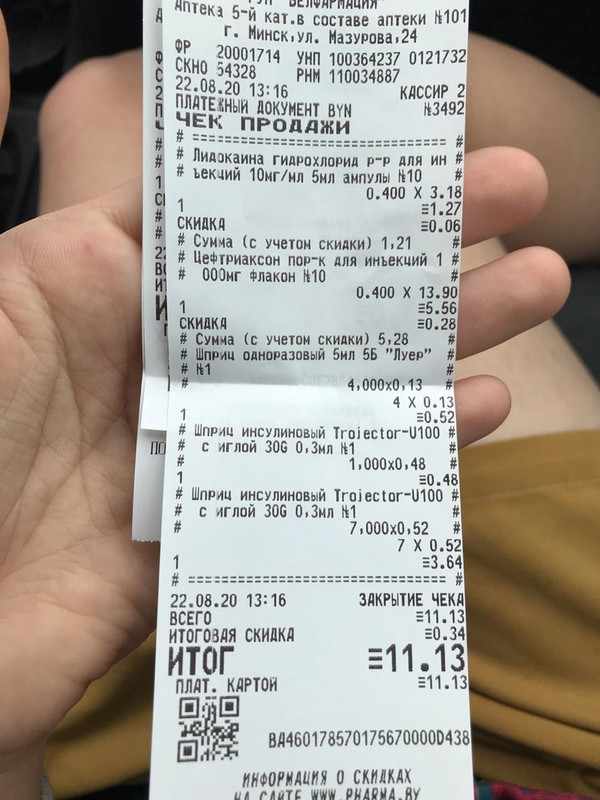 БЕЛФАРМАЦИЯ"
Аптека 5-й кат.в составе аптеки №101
г. Минск,ул. Мазурова,24
ФР 20001714 УНП 100364237 0121732
СКНО 54328 РНМ 110034887
22.08.20 13:16 КАССИР 2
ПЛАТЕЖНЫЙ ДОКУМЕНТ BYN №3492
ЧЕК ПРОДАЖИ
# ================================ #
# Лидокаина гидрохлорид р-р для ин #
# ъекций 10мг/мл 5мл ампулы №10 #
0.400 X 3.18
1 ≡1.27
СКИДКА ≡0.06
# Сумма (с учетом скидки) 1,21 #
# Цефтриаксон пор-к для инъекций 1 #
# 000мг флакон №10 #
0.400 X 13.90
1 ≡5.56
СКИДКА ≡0.28
# Сумма (с учетом скидки) 5,28 #
# Шприц одноразовый 5мл 5Б "Луер" #
# №1 #
# 4,000x0,13 #
4 X 0.13
1 ≡0.52
# Шприц инсулиновый Trojector-U100 #
# с иглой 30G 0,3мл №1 #
# 1,000x0,48 #
1 ≡0.48
# Шприц инсулиновый Trojector-U100 #
# с иглой 30G 0,3мл №1 #
# 7,000x0,52 #
7 X 0.52
1 ≡3.64
# ================================ #
22.08.20 13:16 ЗАКРЫТИЕ ЧЕКА
ВСЕГО ≡11.13
ИТОГОВАЯ СКИДКА ≡0.34
ИТОГ ≡11.13
ПЛАТ. КАРТОЙ ≡11.13
BA460178570175670000D438
ИНФОРМАЦИЯ О СКИДКАХ
НА САЙТЕ WWW.PHARMA.BY